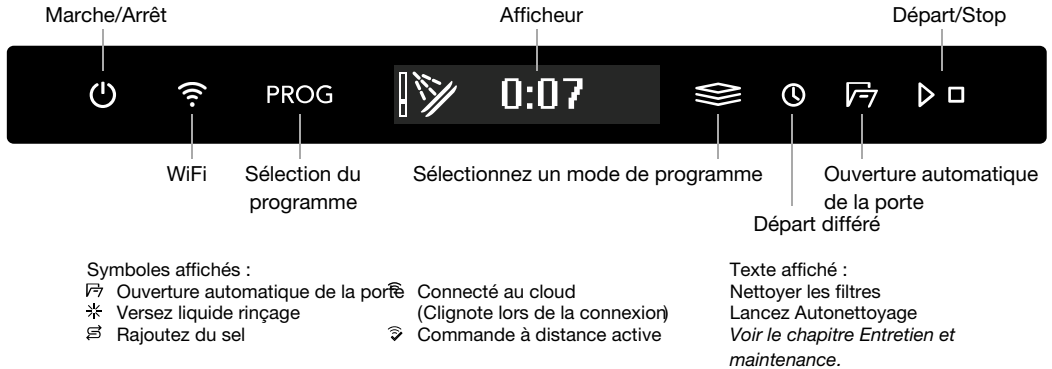 Marche/Arrêt
Afficheur
Départ/Stop
PROG
0:07
WiFi
Sélection du
programme
Sélectionnez un mode de programme
Ouverture automatique
de la porte
Départ différé
Symboles affichés :
Ouverture automatique de la porte
Versez liquide rinçage
Rajoutez du sel
Connecté au cloud
(Clignote lors de la connexion)
Commande à distance active
Texte affiché :
Nettoyer les filtres
Lancez Autonettoyage
Voir le chapitre Entretien et
maintenance.